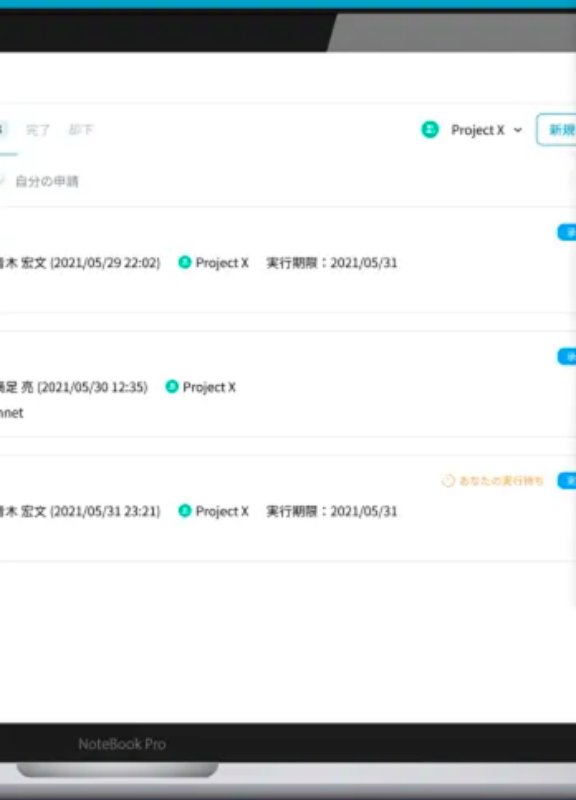 完了 却下 Project X 新規
自分の申請
青木 宏文 (2021/05/29 22:02) Project X 実行期限：2021/05/31
足 亮 (2021/05/30 12:35) Project X
nnet
あなたの実行待ち
青木 宏文 (2021/05/31 23:21) Project X 実行期限：2021/05/31
NoteBook Pro